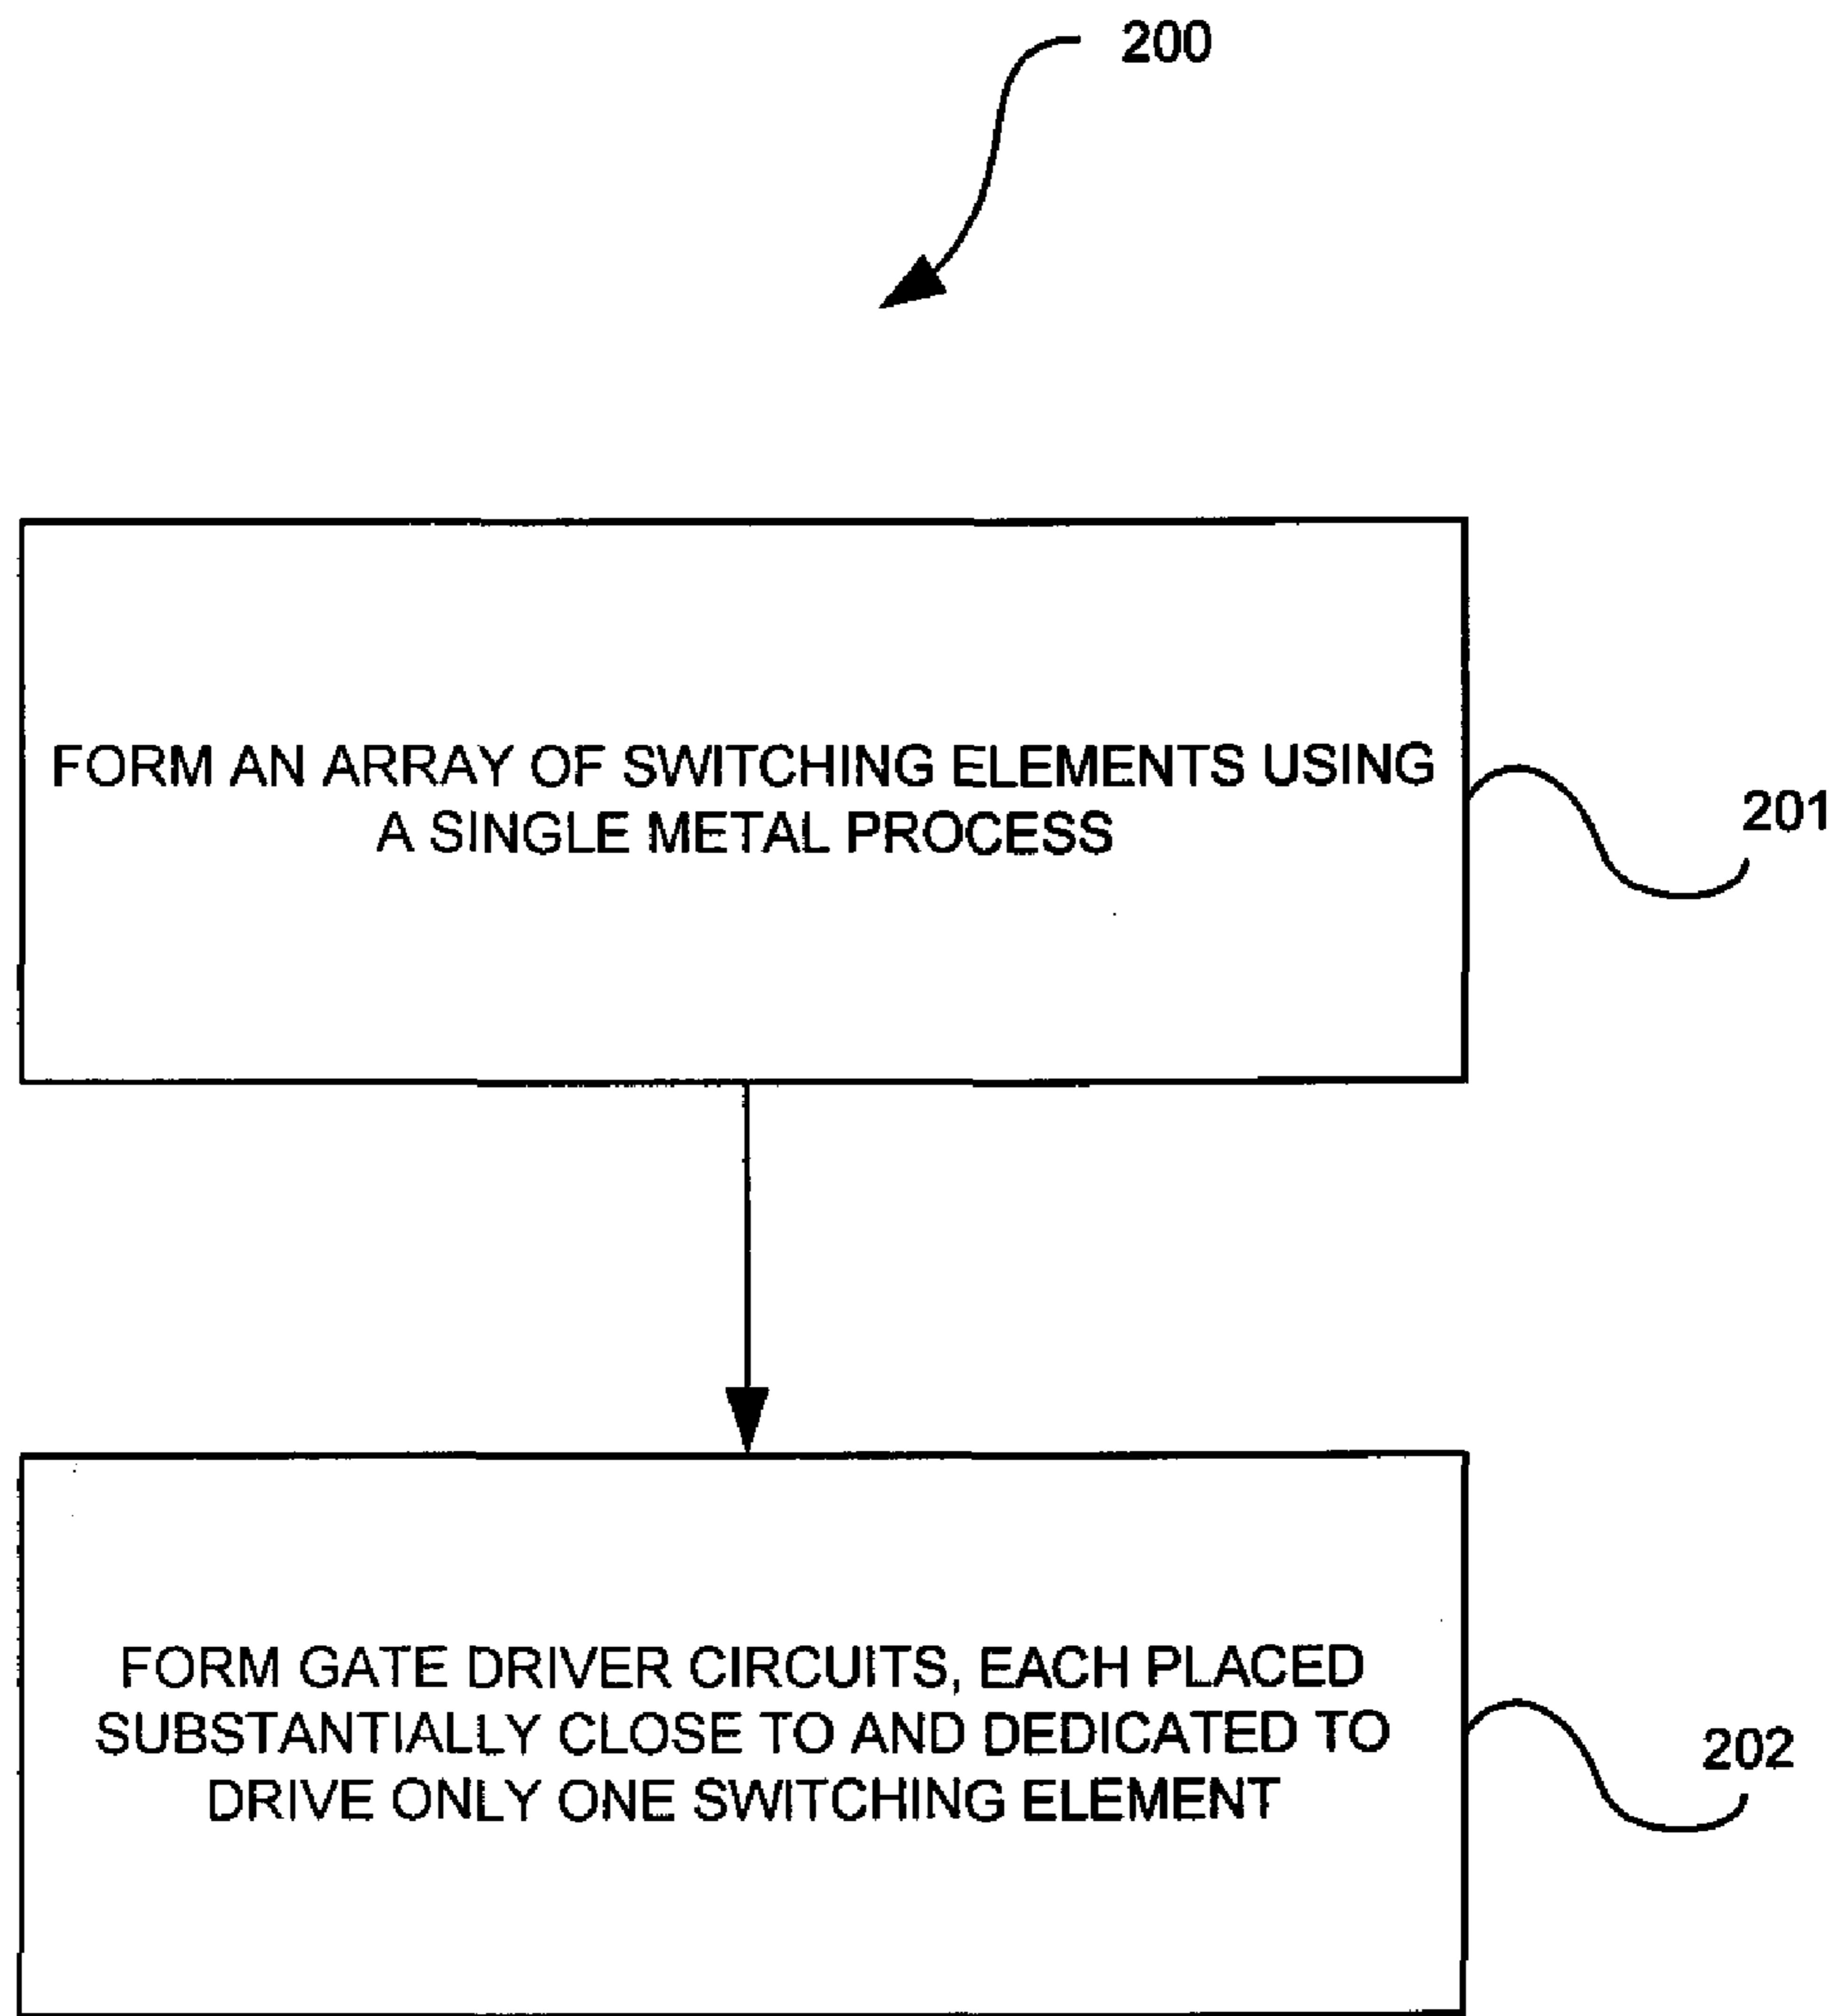 200
FORM AN ARRAY OF SWITCHING ELEMENTS USING
A SINGLE METAL PROCESS
201
FORM GATE DRIVER CIRCUITS, EACH PLACED
SUBSTANTIALLY CLOSE TO AND DEDICATED TO
DRIVE ONLY ONE SWITCHING ELEMENT
202